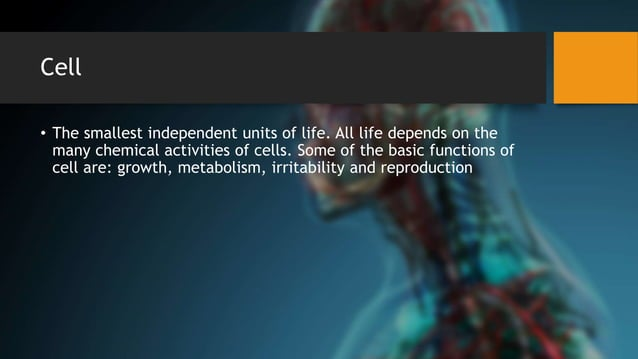 Cell
• The smallest independent units of life. All life depends on the
many chemical activities of cells. Some of the basic functions of
cell are: growth, metabolism, irritability and reproduction